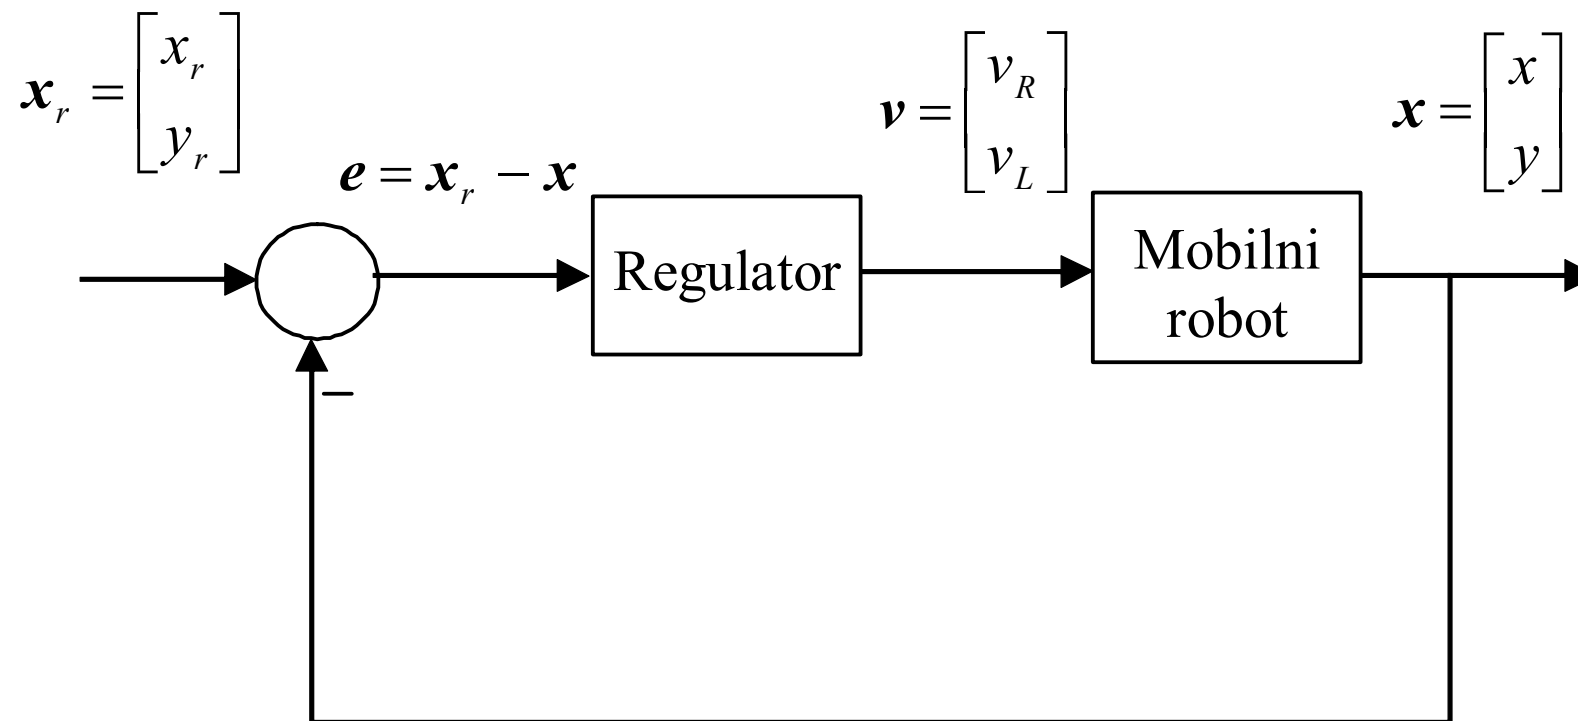 𝒙_r = [x_r y_r]
e = x_r − x
v = [v_R v_L]
x = [x y]
Regulator
Mobilni
robot
−